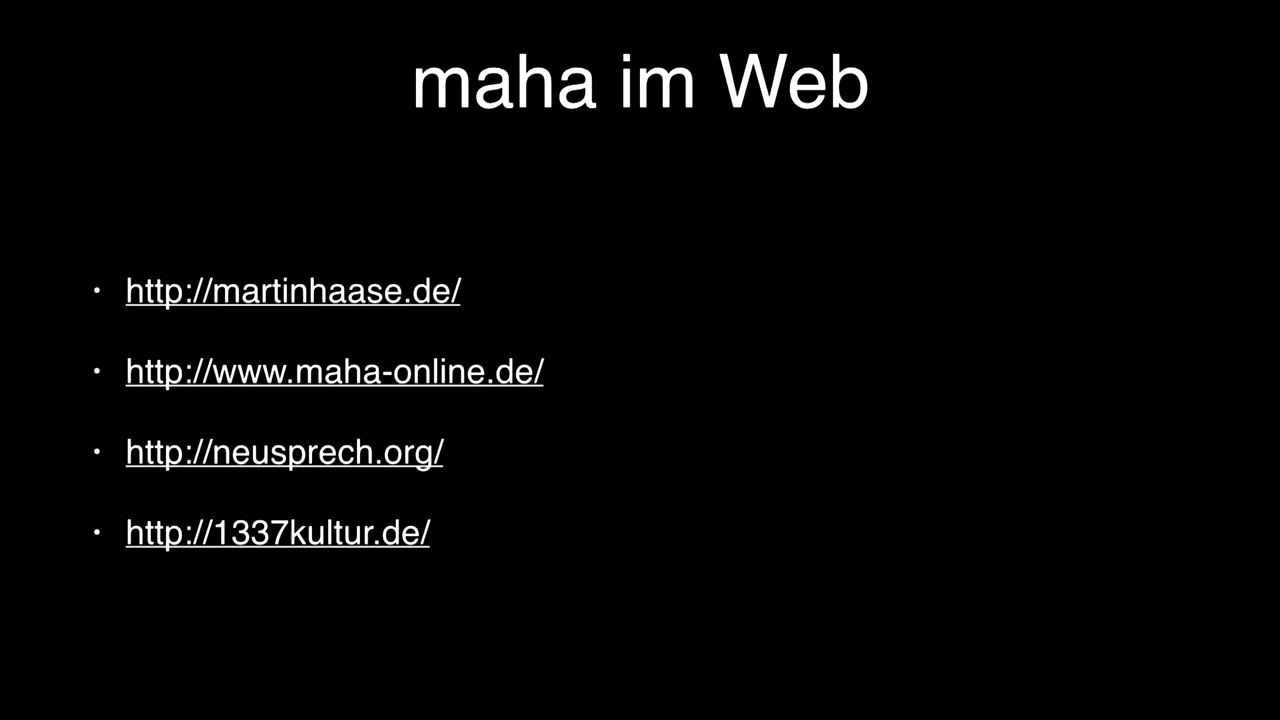 maha im Web
• http://martinhaase.de/
• http://www.maha-online.de/
• http://neusprech.org/
• http://1337kultur.de/